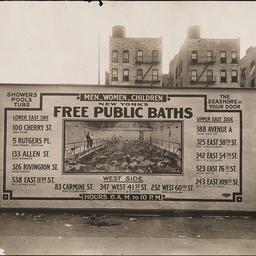 MEN, WOMEN, CHILDREN
NEW YORK'S
FREE PUBLIC BATHS
SHOWERS
POOLS
TUBS
THE
SEASHORE AT
YOUR DOOR
LOWER EAST SIDE
100 CHERRY ST.
5 RUTGERS PL.
133 ALLEN ST.
326 RIVINGTON ST.
538 EAST 11TH ST.
UPPER EAST SIDE
388 AVENUE A
325 EAST 38TH ST.
342 EAST 54TH ST.
523 EAST 76TH ST.
243 EAST 109TH ST.
WEST SIDE
83 CARMINE ST. 347 WEST 41ST ST. 232 WEST 60TH ST.
HOURS 6 A.M. TO 10 P.M.